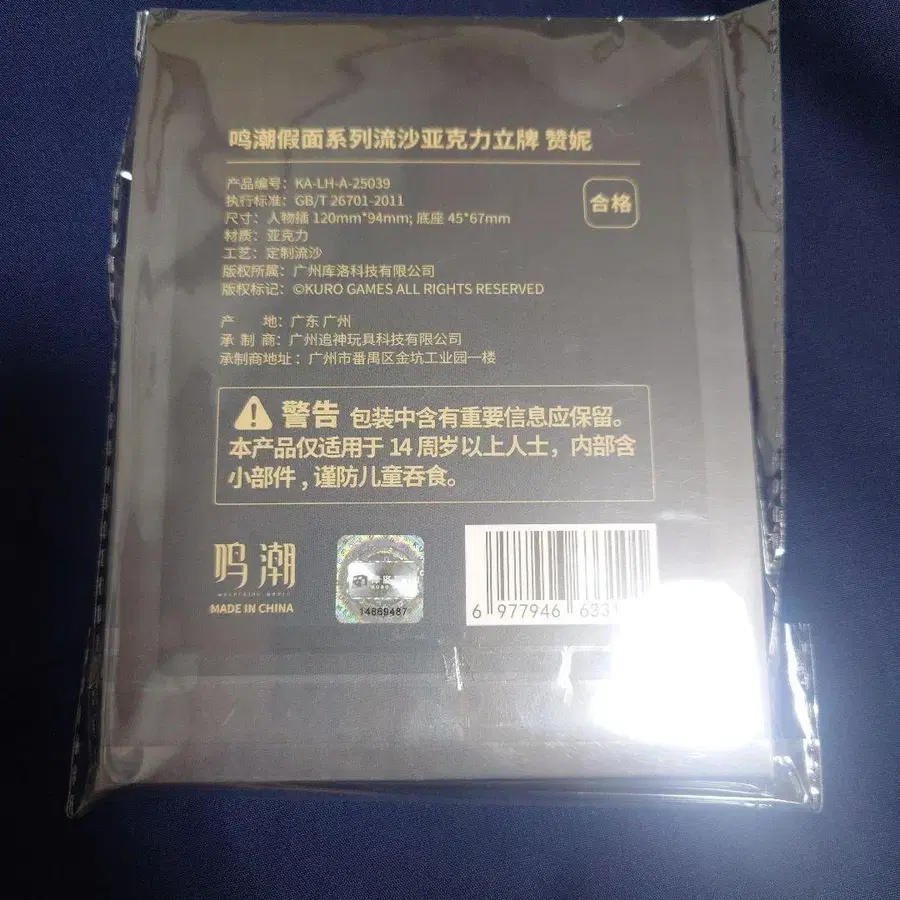 鸣潮假面系列流沙亚克力立牌 赞妮
产品编号：KA-LH-A-25039
执行标准：GB/T 26701-2011
尺寸：人物插 120mm*94mm; 底座 45*67mm
材质：亚克力
工艺：定制流沙
版权所属：广州库洛科技有限公司
版权标记：©KURO GAMES ALL RIGHTS RESERVED
合格
产 地：广东 广州
承 制 商：广州追神玩具科技有限公司
承制商地址：广州市番禺区金坑工业园一楼
警告 包装中含有重要信息应保留。
本产品仅适用于 14 周岁以上人士，内部含
小部件，谨防儿童吞食。
鸣潮
WUTHERING WAVES
MADE IN CHINA
14869487
6 977946 633